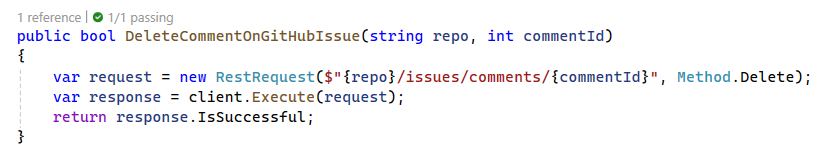 1 reference | 1/1 passing
public bool DeleteCommentOnGitHubIssue(string repo, int commentId)
{
    var request = new RestRequest($"{repo}/issues/comments/{commentId}", Method.Delete);
    var response = client.Execute(request);
    return response.IsSuccessful;
}